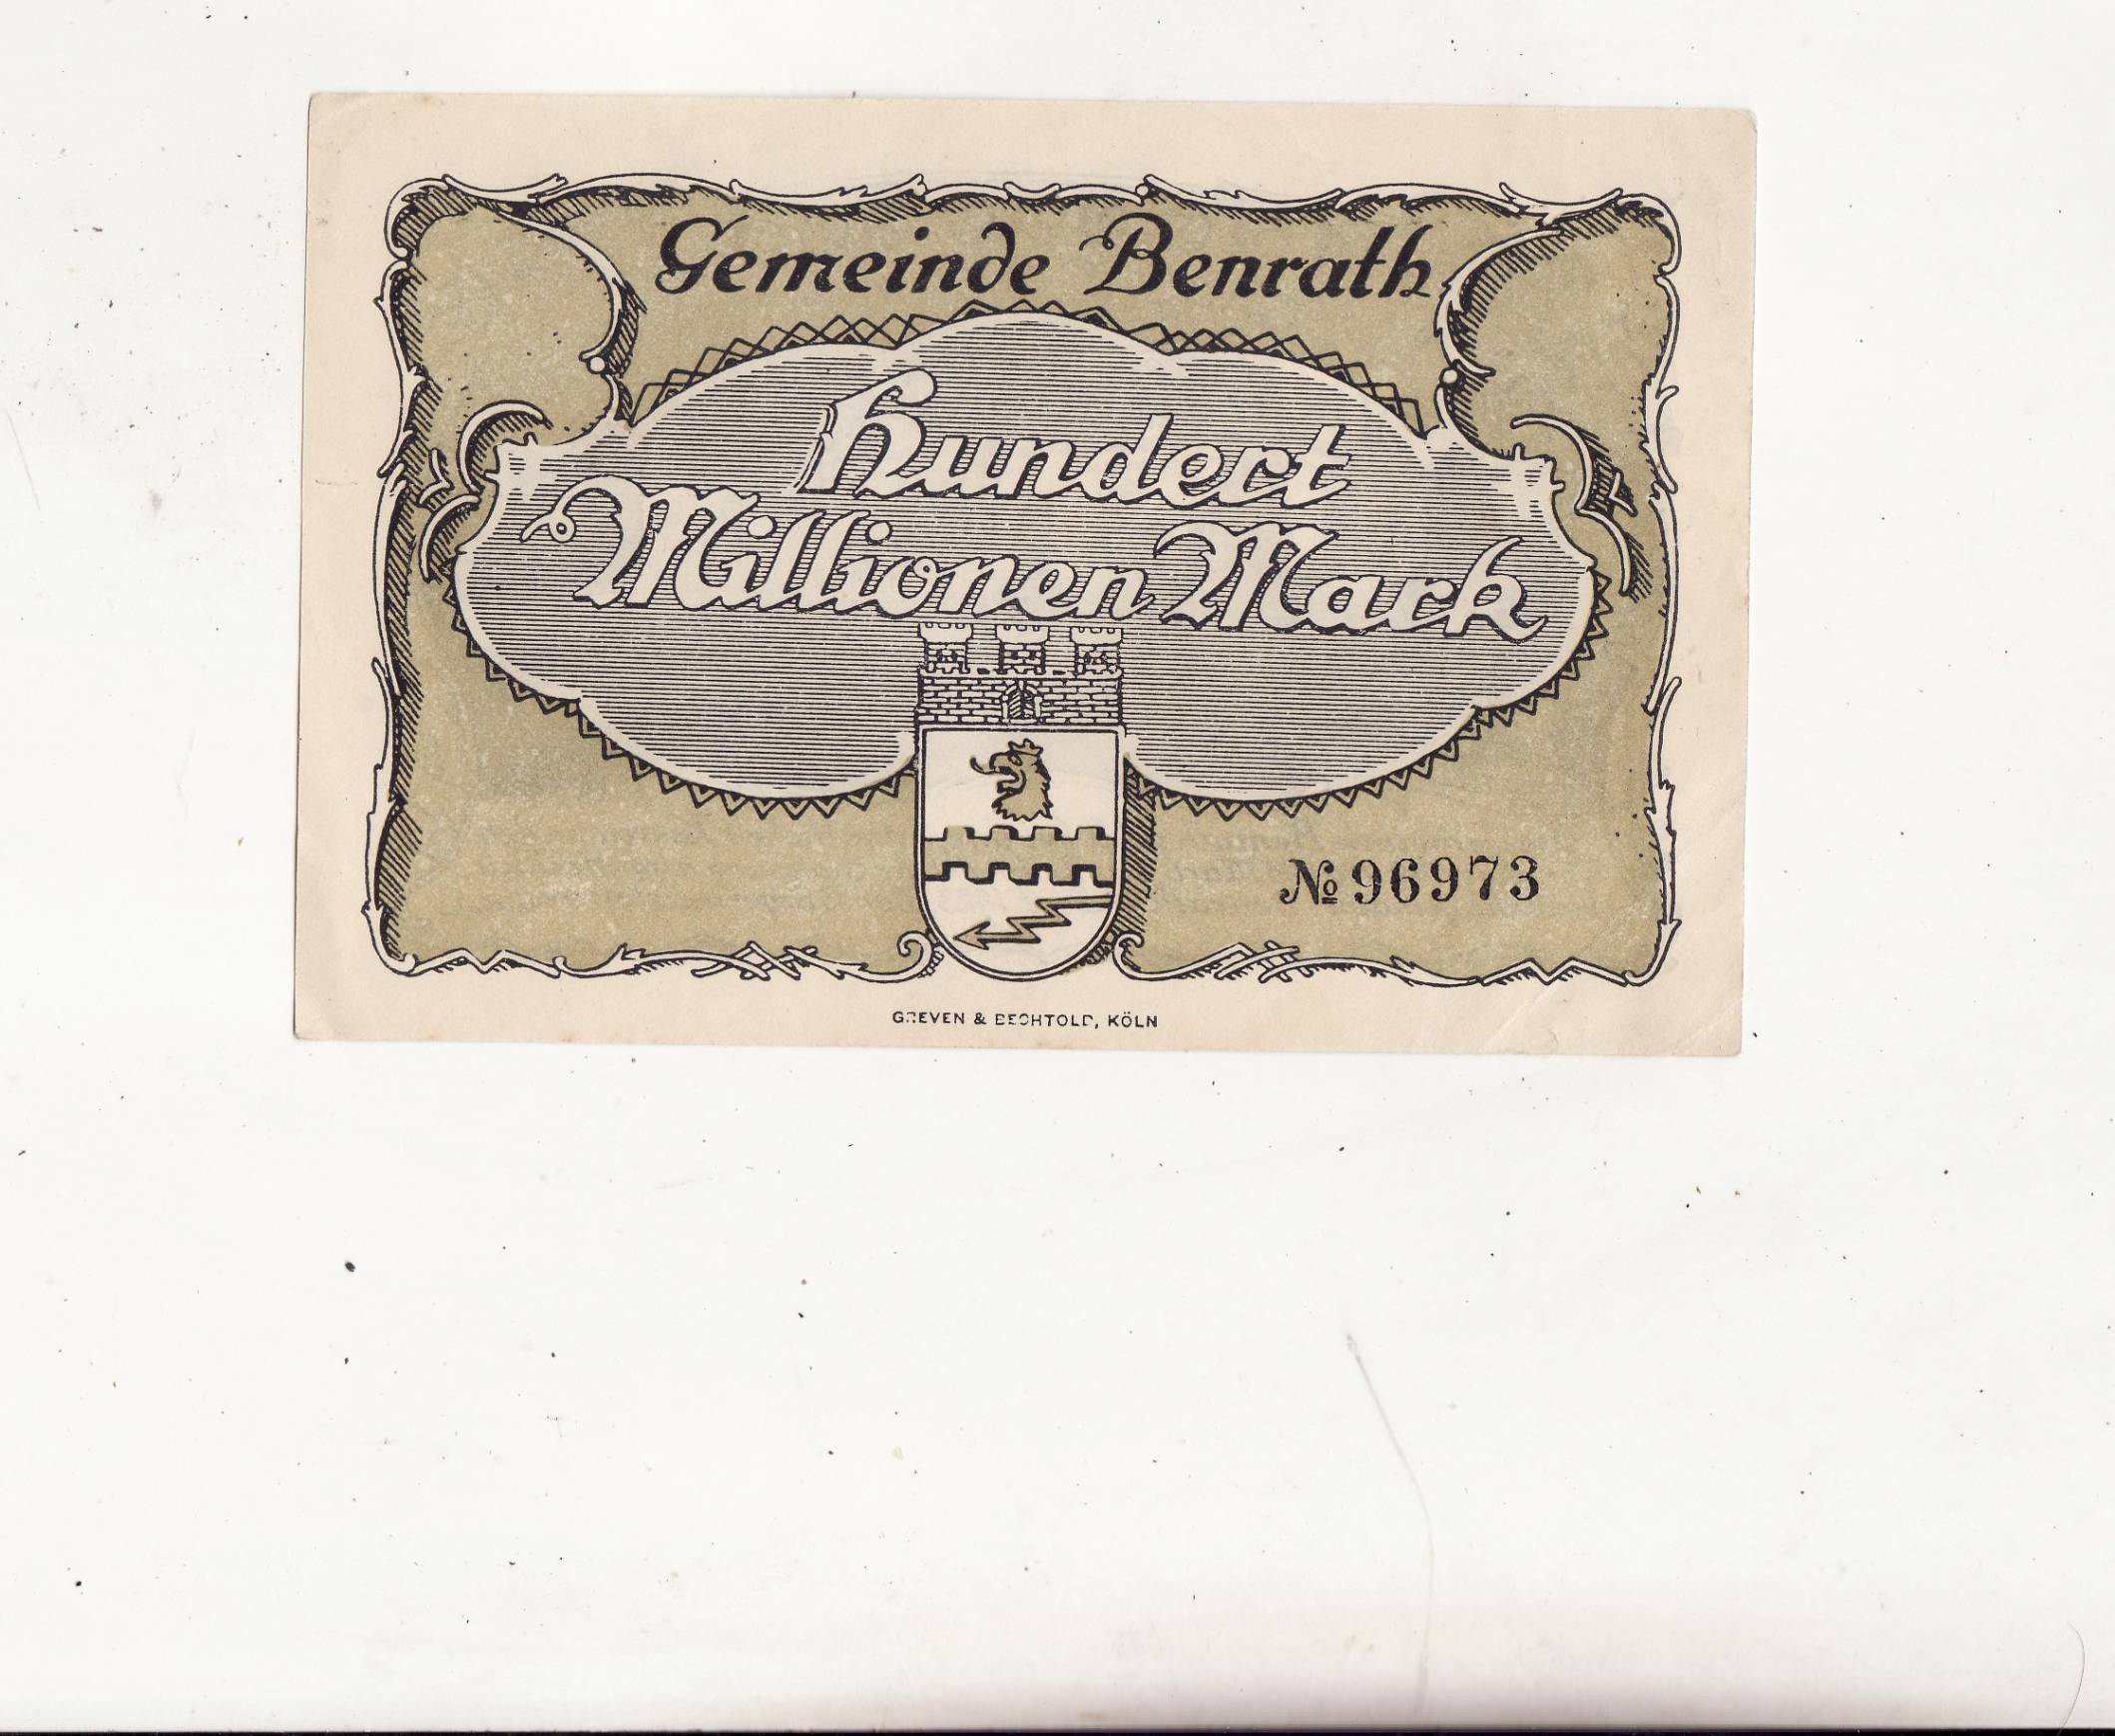 Gemeinde Benrath
Hundert
Millionen Mark
№ 96973
GREVEN & BECHTOLD, KÖLN